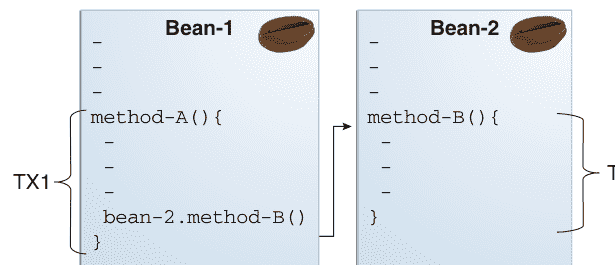 Bean-1
–
–
–
method-A(){
–
–
–
bean-2.method-B()
}
TX1
Bean-2
–
–
–
method-B(){
–
–
–
}